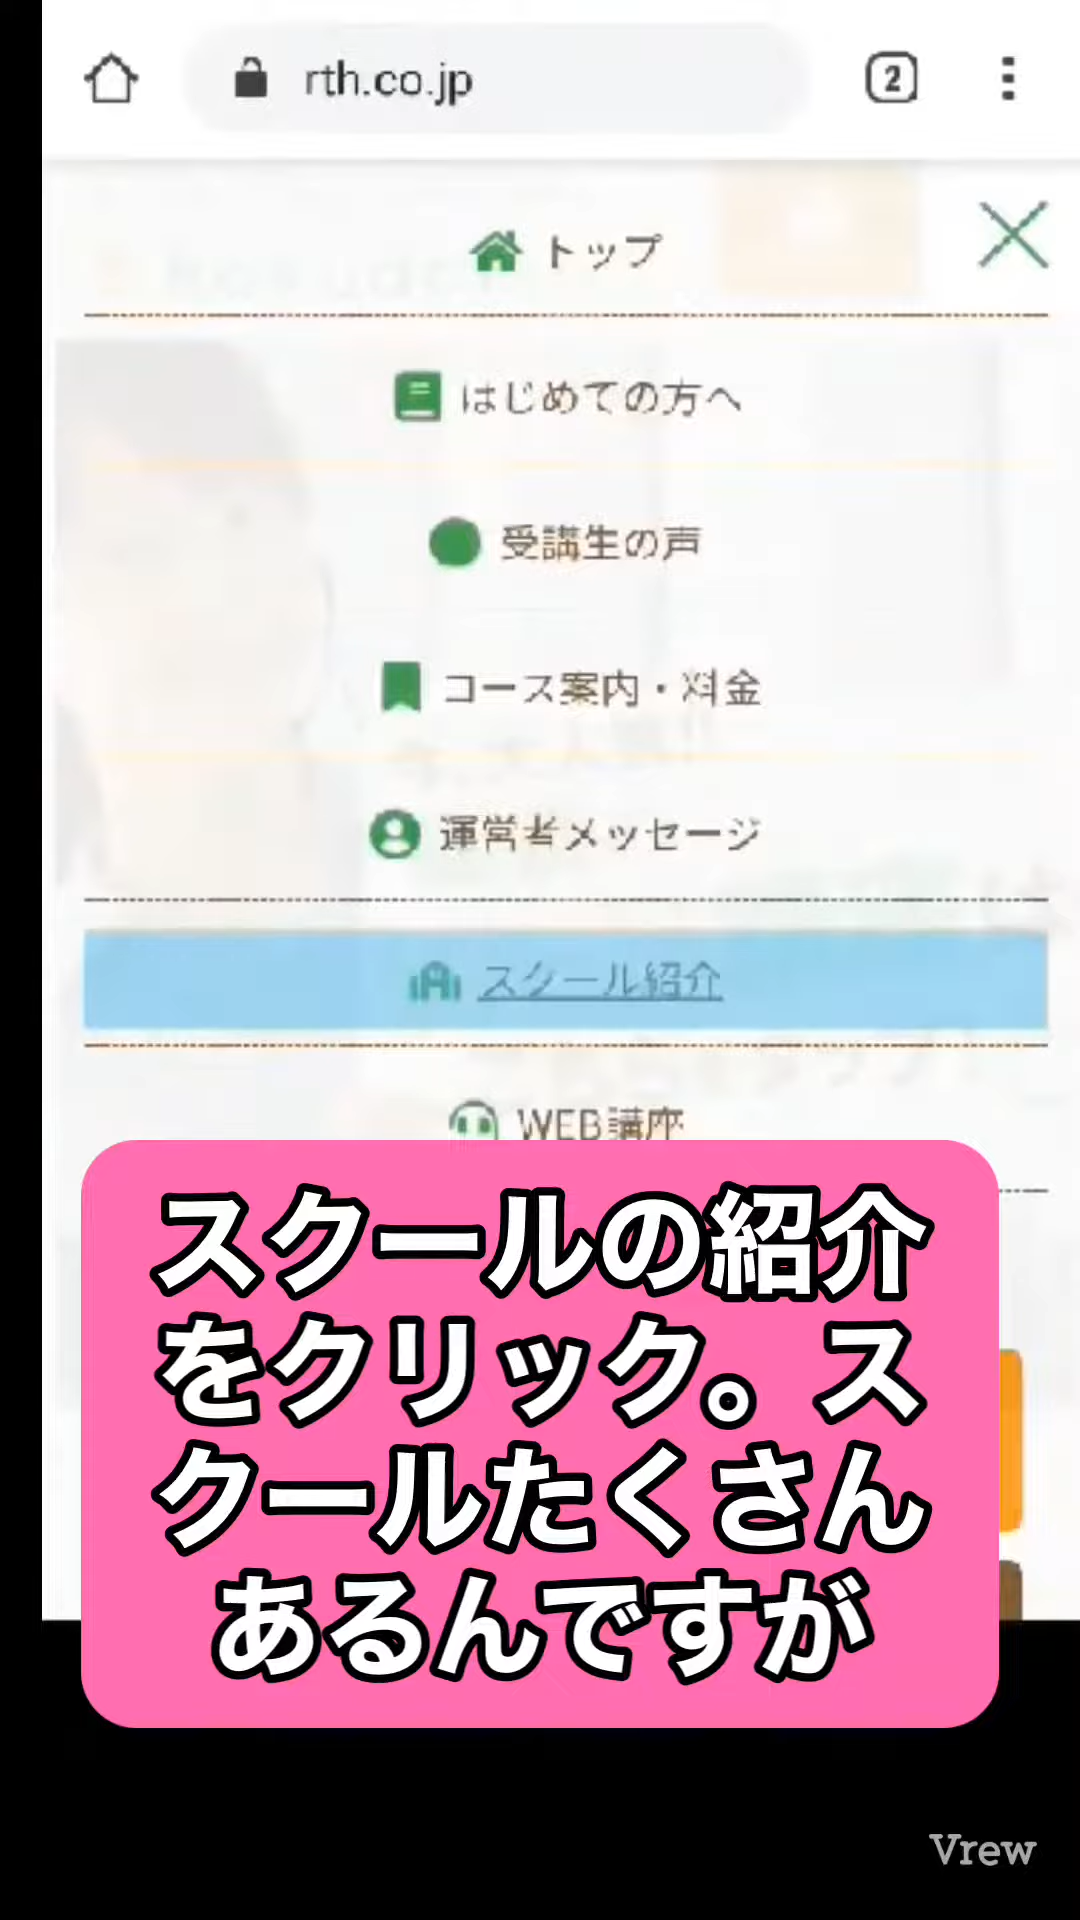 rth.co.jp
2
トップ
はじめての方へ
受講生の声
コース案内・料金
運営者メッセージ
スクール紹介
WEB講座
スクールの紹介
をクリック。ス
クールたくさん
あるんですが
Vrew